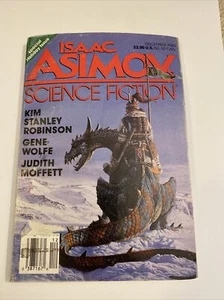 ISAAC
ASIMOV
SCIENCE FICTION
KIM
STANLEY
ROBINSON
GENE
WOLFE
JUDITH
MOFFETT